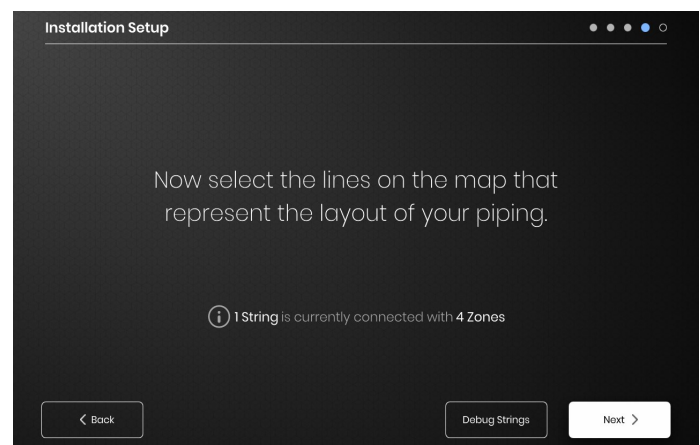 Installation Setup
Now select the lines on the map that
represent the layout of your piping.
1 String is currently connected with 4 Zones
Back
Debug Strings
Next